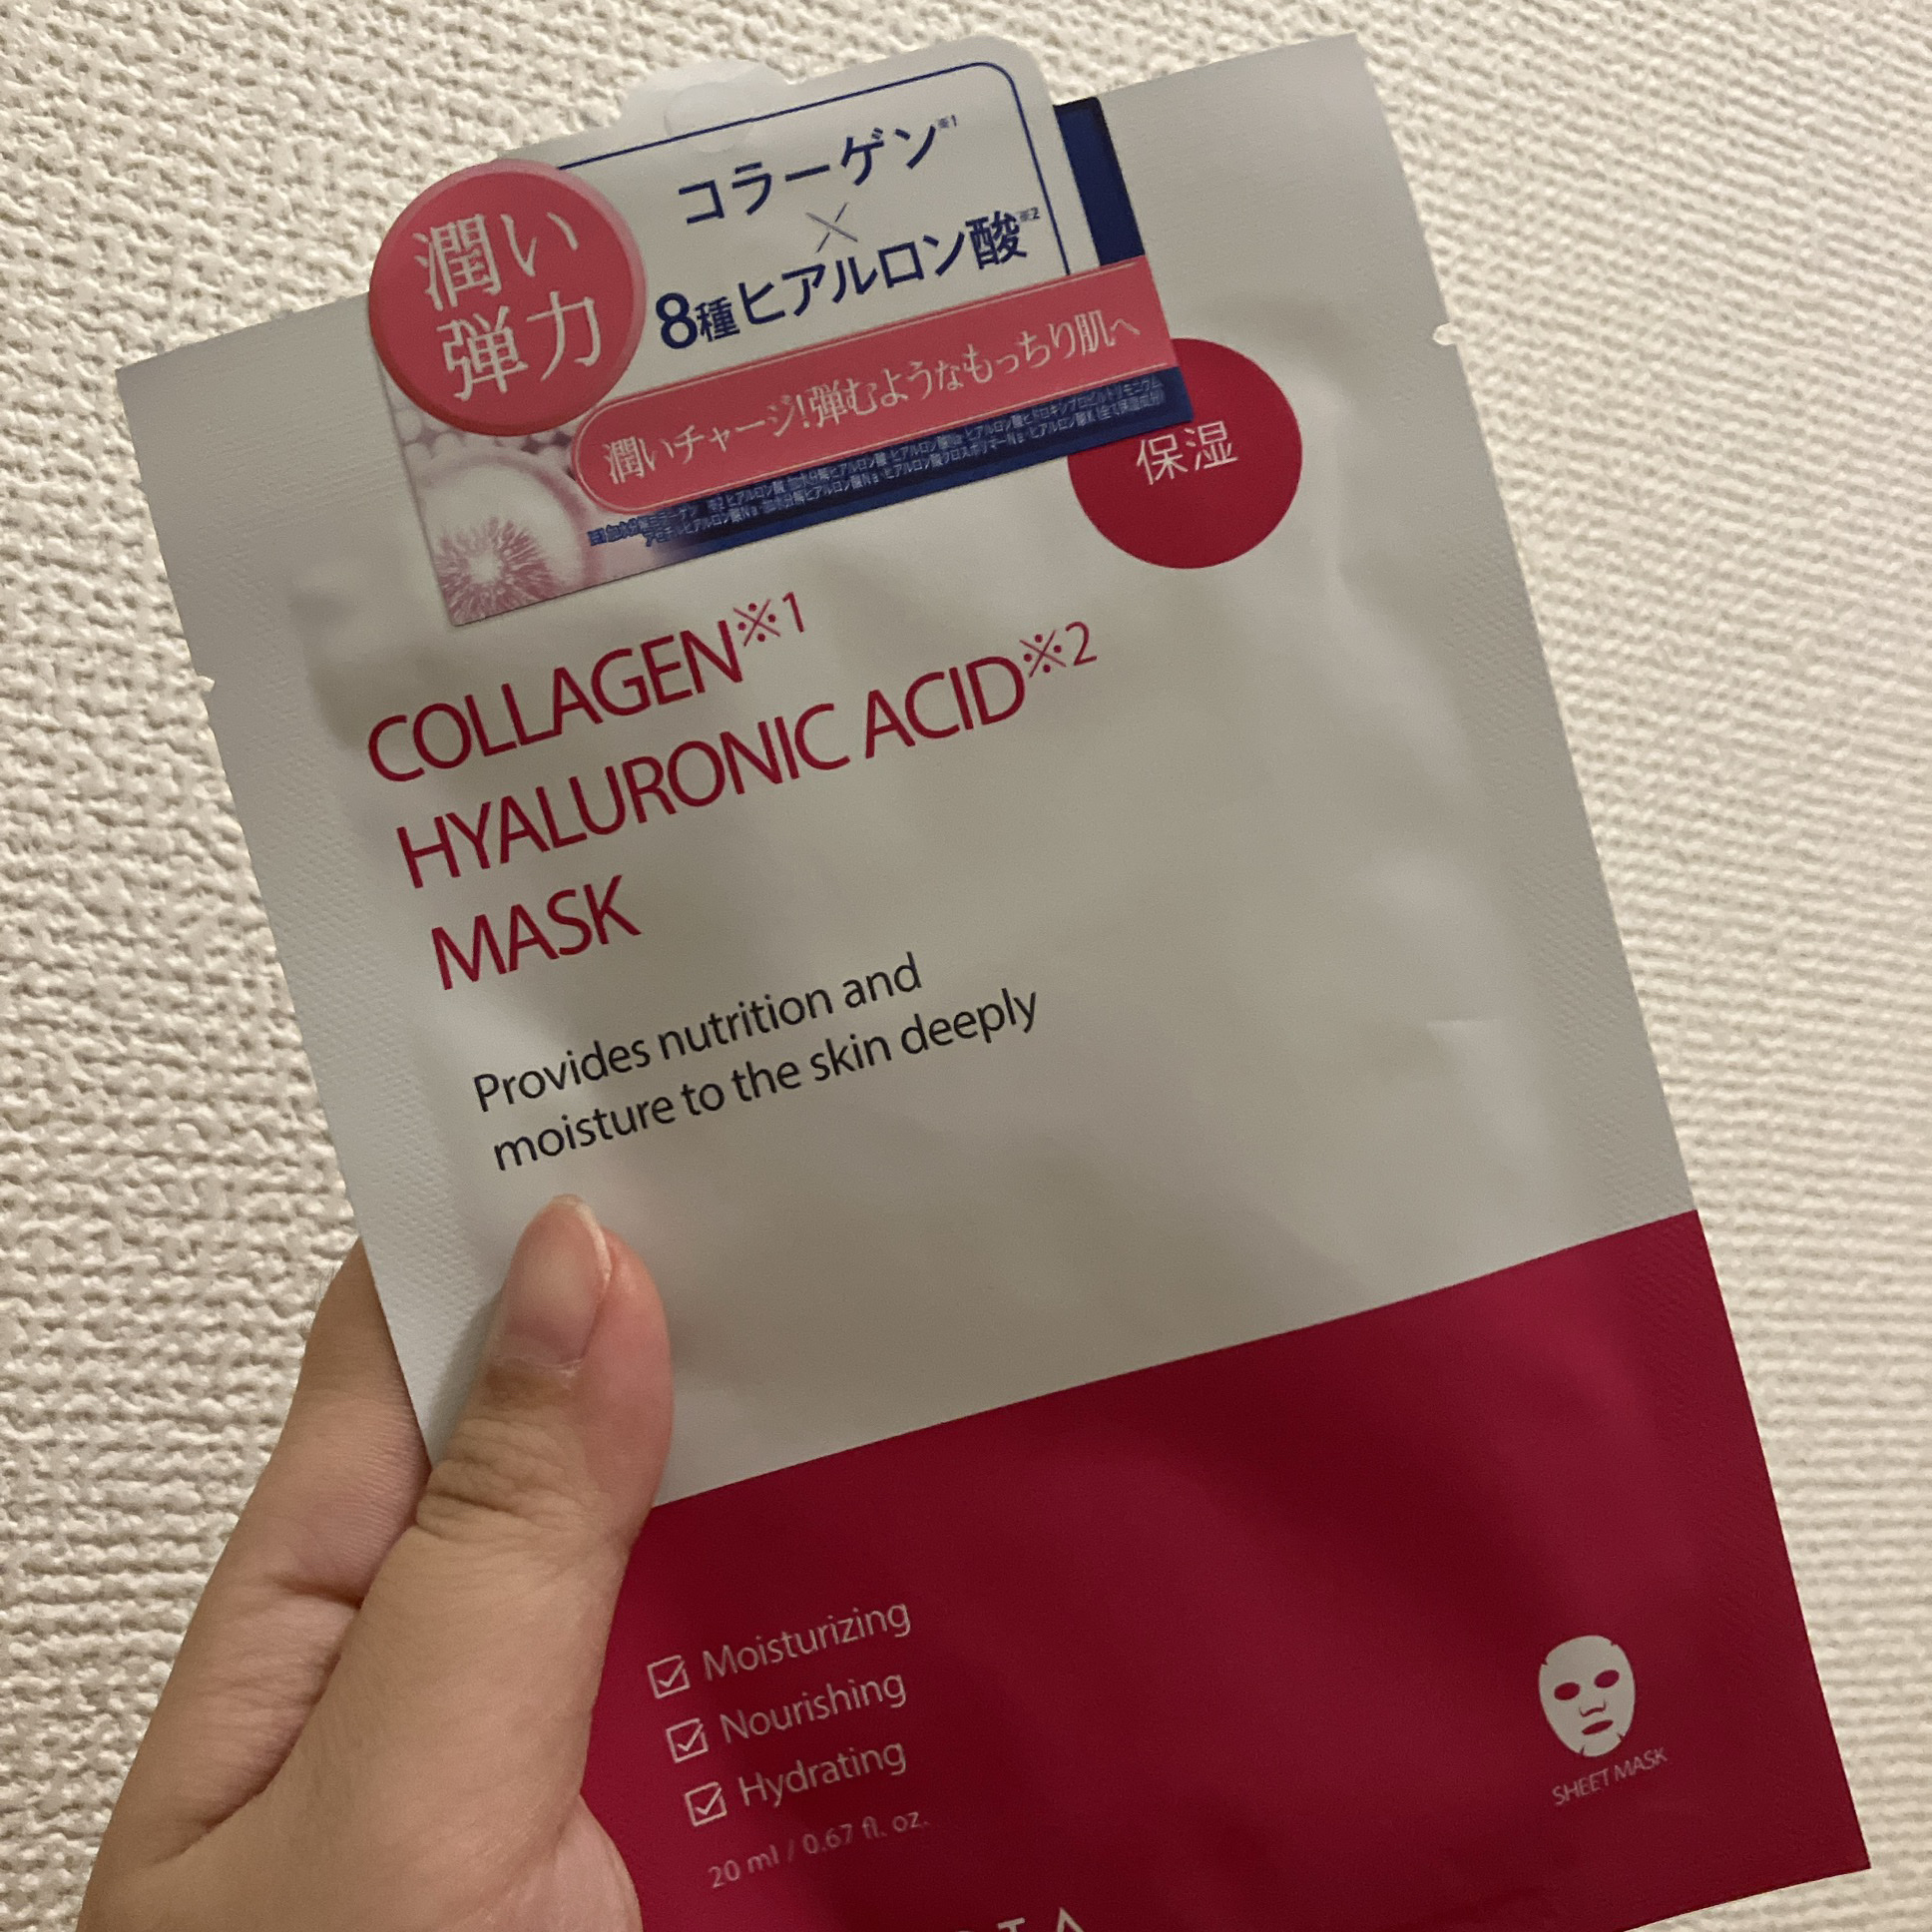 潤い
弾力
コラーゲン※1
×
8種ヒアルロン酸※2
潤いチャージ!弾むようなもっちり肌へ
保湿
COLLAGEN※1
HYALURONIC ACID※2
MASK
Provides nutrition and
moisture to the skin deeply
Moisturizing
Nourishing
Hydrating
20 ml / 0.67 fl. oz.
SHEET MASK